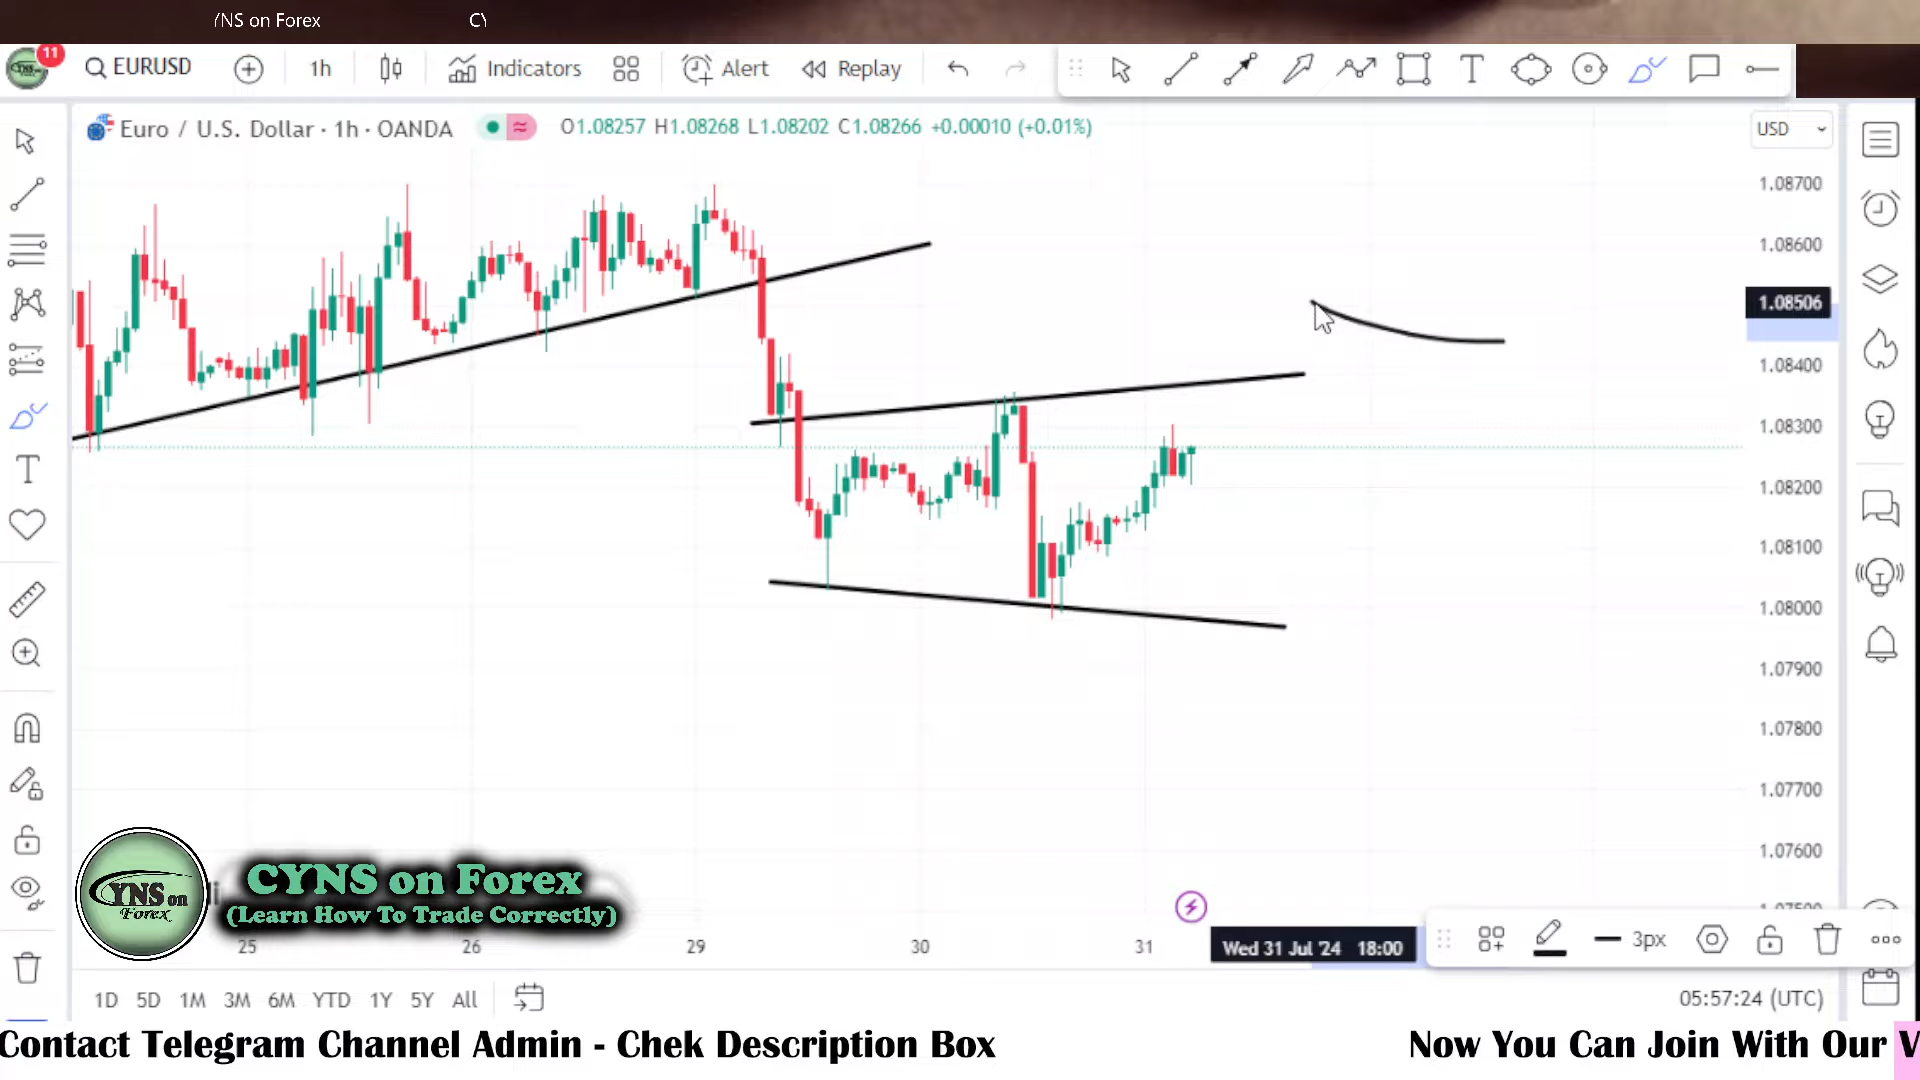 YNS on Forex
CY
11
EURUSD
1h
Indicators
Alert
Replay
Euro / U.S. Dollar · 1h · OANDA
O1.08257 H1.08268 L1.08202 C1.08266 +0.00010 (+0.01%)
USD
1.08700
1.08600
1.08506
1.08400
1.08300
1.08200
1.08100
1.08000
1.07900
1.07800
1.07700
1.07600
CYNS on Forex
(Learn How To Trade Correctly)
YNS on
Forex
25
26
29
30
31
Wed 31 Jul '24 18:00
3px
1D 5D 1M 3M 6M YTD 1Y 5Y All
05:57:24 (UTC)
Contact Telegram Channel Admin - Chek Description Box
Now You Can Join With Our V